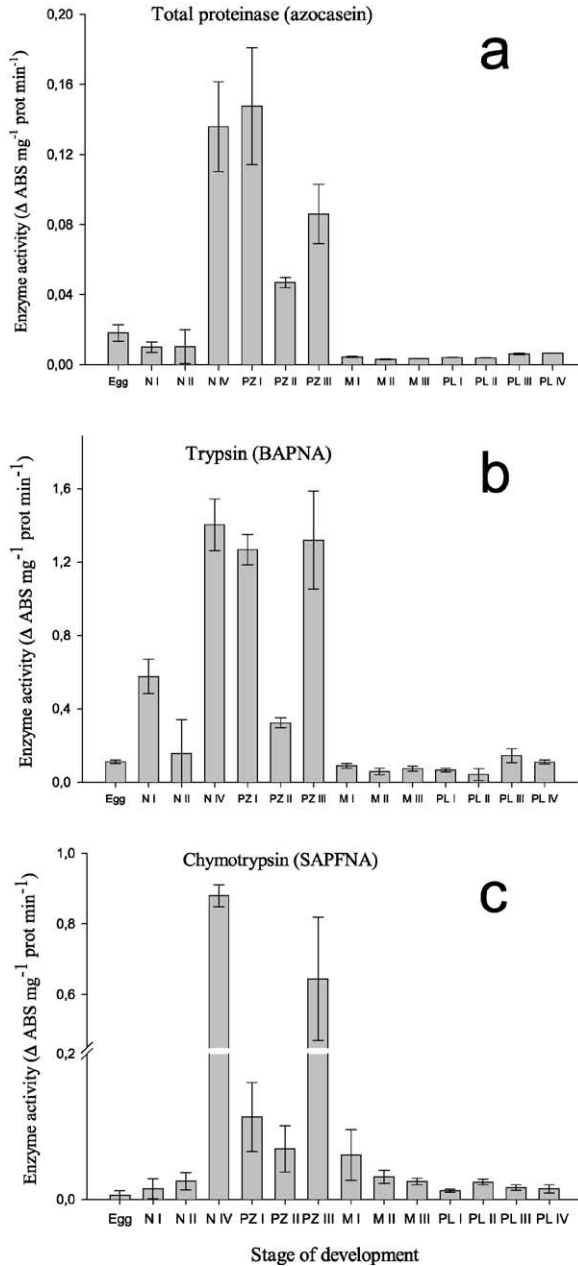 Total proteinase (azocasein)
a
Enzyme activity (Δ ABS mg⁻¹ prot min⁻¹)
0,20
0,16
0,12
0,08
0,04
0,00
Egg N I N II N IV PZ I PZ II PZ III M I M II M III PL I PL II PL III PL IV
Trypsin (BAPNA)
b
Enzyme activity (Δ ABS mg⁻¹ prot min⁻¹)
1,6
1,2
0,8
0,4
0,0
Egg N I N II N IV PZ I PZ II PZ III M I M II M III PL I PL II PL III PL IV
Chymotrypsin (SAPFNA)
c
Enzyme activity (Δ ABS mg⁻¹ prot min⁻¹)
1,0
0,8
0,6
0,2
0,0
Egg N I N II N IV PZ I PZ II PZ III M I M II M III PL I PL II PL III PL IV
Stage of development